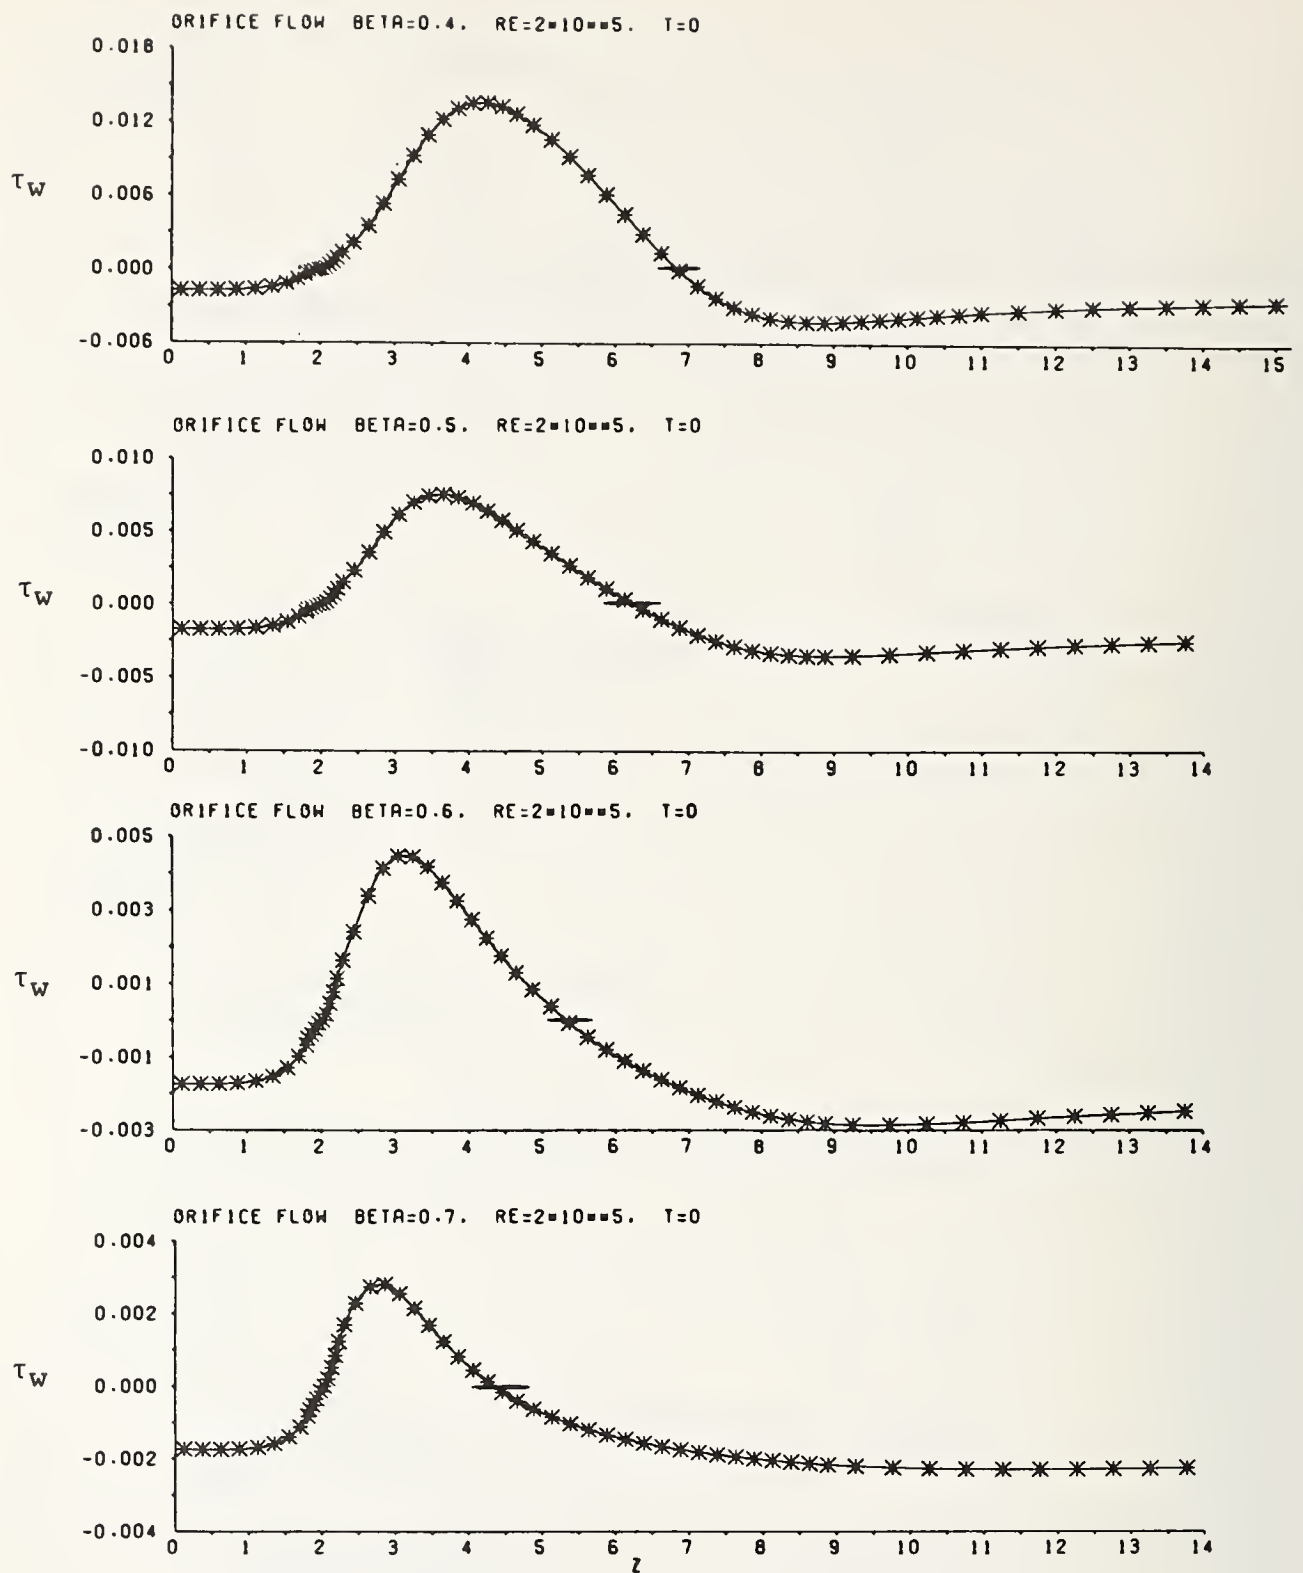 ORIFICE FLOW BETA=0.4. RE=2*10**5. T=0
0.018
0.012
τw
0.006
0.000
-0.006
0 1 2 3 4 5 6 7 8 9 10 11 12 13 14 15
ORIFICE FLOW BETA=0.5. RE=2*10**5. T=0
0.010
0.005
τw
0.000
-0.005
-0.010
0 1 2 3 4 5 6 7 8 9 10 11 12 13 14
ORIFICE FLOW BETA=0.6. RE=2*10**5. T=0
0.005
0.003
τw
0.001
-0.001
-0.003
0 1 2 3 4 5 6 7 8 9 10 11 12 13 14
ORIFICE FLOW BETA=0.7. RE=2*10**5. T=0
0.004
0.002
τw
0.000
-0.002
-0.004
0 1 2 3 4 5 6 7 8 9 10 11 12 13 14
Z